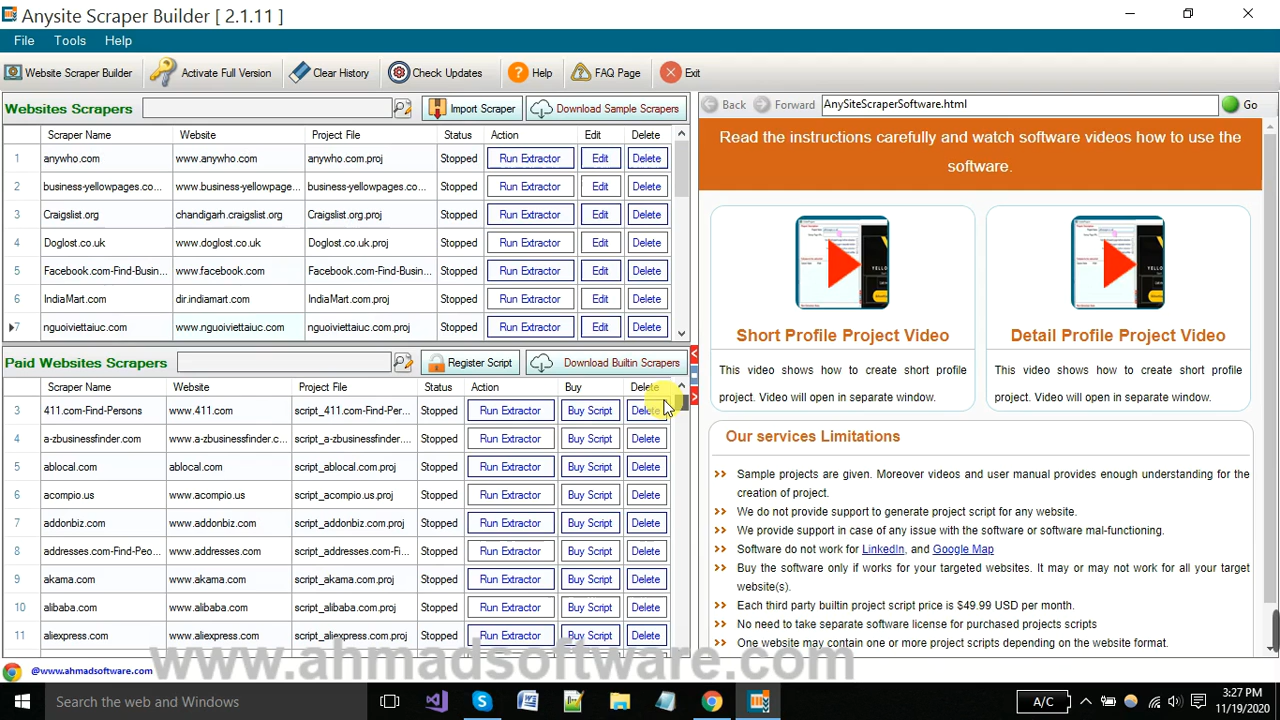 Anysite Scraper Builder [ 2.1.11 ]
File Tools Help
Website Scraper Builder Activate Full Version Clear History Check Updates Help FAQ Page Exit
Websites Scrapers Import Scraper Download Sample Scrapers
Scraper Name Website Project File Status Action Edit Delete
1 anywho.com www.anywho.com anywho.com.proj Stopped Run Extractor Edit Delete
2 business-yellowpages.co... www.business-yellowpage... business-yellowpages.co... Stopped Run Extractor Edit Delete
3 Craigslist.org chandigarh.craigslist.org Craigslist.org.proj Stopped Run Extractor Edit Delete
4 Doglost.co.uk www.doglost.co.uk Doglost.co.uk.proj Stopped Run Extractor Edit Delete
5 Facebook.com-Find-Busin... www.facebook.com Facebook.com-Find-Busin... Stopped Run Extractor Edit Delete
6 IndiaMart.com dir.indiamart.com IndiaMart.com.proj Stopped Run Extractor Edit Delete
7 nguoiviettaiuc.com www.nguoiviettaiuc.com nguoiviettaiuc.com.proj Stopped Run Extractor Edit Delete
Paid Websites Scrapers Register Script Download Builtin Scrapers
Scraper Name Website Project File Status Action Buy Delete
3 411.com-Find-Persons www.411.com script_411.com-Find-Per... Stopped Run Extractor Buy Script Delete
4 a-zbusinessfinder.com www.a-zbusinessfinder.c... script_a-zbusinessfinder... Stopped Run Extractor Buy Script Delete
5 ablocal.com ablocal.com script_ablocal.com.proj Stopped Run Extractor Buy Script Delete
6 acompio.us www.acompio.us script_acompio.us.proj Stopped Run Extractor Buy Script Delete
7 addonbiz.com www.addonbiz.com script_addonbiz.com.proj Stopped Run Extractor Buy Script Delete
8 addresses.com-Find-Peo... www.addresses.com script_addresses.com-Fi... Stopped Run Extractor Buy Script Delete
9 akama.com www.akama.com script_akama.com.proj Stopped Run Extractor Buy Script Delete
10 alibaba.com www.alibaba.com script_alibaba.com.proj Stopped Run Extractor Buy Script Delete
11 aliexpress.com www.aliexpress.com script_aliexpress.com.proj Stopped Run Extractor Buy Script Delete
Back Forward AnySiteScraperSoftware.html Go
Read the instructions carefully and watch software videos how to use the
software.
Short Profile Project Video
This video shows how to create short profile
project. Video will open in separate window.
Detail Profile Project Video
This video shows how to create short profile
project. Video will open in separate window.
Our services Limitations
Sample projects are given. Moreover videos and user manual provides enough understanding for the
creation of project.
We do not provide support to generate project script for any website.
We provide support in case of any issue with the software or software mal-functioning.
Software do not work for LinkedIn, and Google Map
Buy the software only if works for your targeted websites. It may or may not work for all your target
website(s).
Each third party builtin project script price is $49.99 USD per month.
No need to take separate software license for purchased projects scripts
One website may contain one or more project scripts depending on the website format.
@www.ahmadsoftware.com
www.ahmadsoftware.com
Search the web and Windows
A/C
3:27 PM
11/19/2020